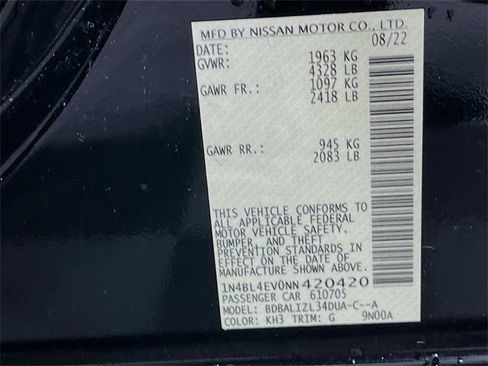 MFD BY NISSAN MOTOR CO., LTD.
DATE: 08/22
GVWR: 1963 KG
4328 LB
GAWR FR.: 1097 KG
2418 LB
GAWR RR.: 945 KG
2083 LB
THIS VEHICLE CONFORMS TO
ALL APPLICABLE FEDERAL
MOTOR VEHICLE SAFETY,
BUMPER, AND THEFT
PREVENTION STANDARDS
IN EFFECT ON THE DATE OF
MANUFACTURE SHOWN ABOVE.
1N4BL4EV0NN420420
PASSENGER CAR 610705
MODEL: BDBALIZL34DUA-C--A
COLOR: KH3 TRIM: G 9N00A